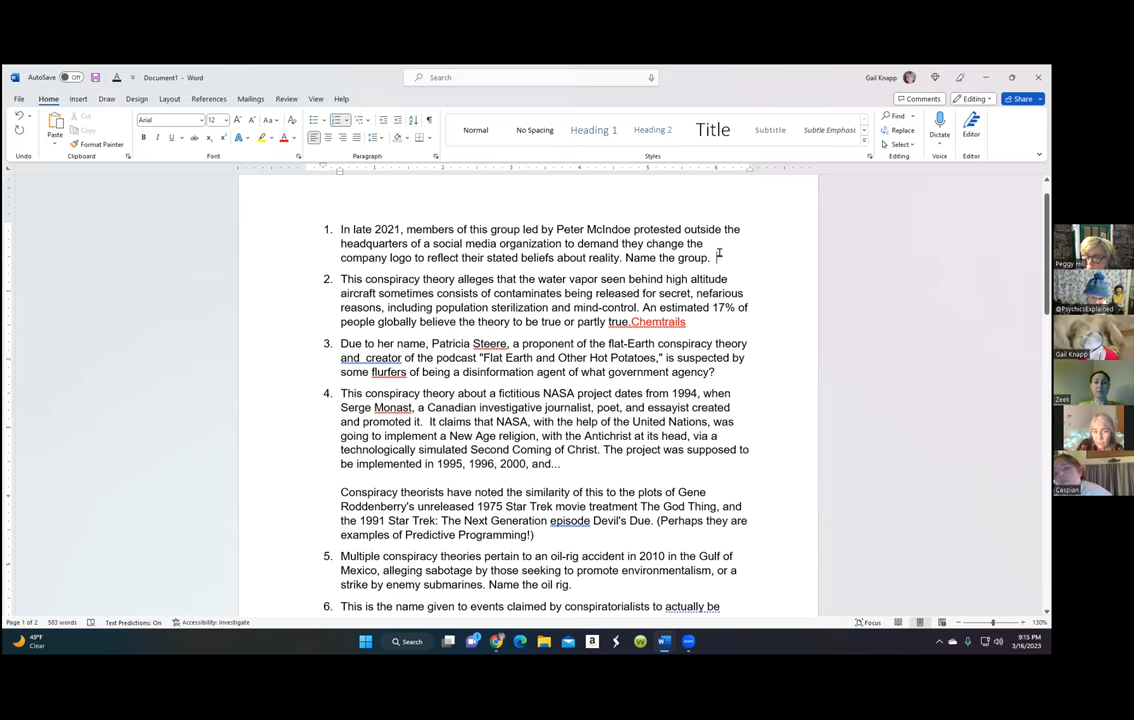 AutoSave Off Document1 - Word Search Gail Knapp
File Home Insert Draw Design Layout References Mailings Review View Help Comments Editing Share
Paste Cut Copy Format Painter Arial 12 Normal No Spacing Heading 1 Heading 2 Title Subtitle Subtle Emphasis Find Replace Select Dictate Editor
Undo Clipboard Font Paragraph Styles Editing Voice Editor
1. In late 2021, members of this group led by Peter McIndoe protested outside the
headquarters of a social media organization to demand they change the
company logo to reflect their stated beliefs about reality. Name the group.
2. This conspiracy theory alleges that the water vapor seen behind high altitude
aircraft sometimes consists of contaminates being released for secret, nefarious
reasons, including population sterilization and mind-control. An estimated 17% of
people globally believe the theory to be true or partly true.Chemtrails
3. Due to her name, Patricia Steere, a proponent of the flat-Earth conspiracy theory
and creator of the podcast "Flat Earth and Other Hot Potatoes," is suspected by
some flurfers of being a disinformation agent of what government agency?
4. This conspiracy theory about a fictitious NASA project dates from 1994, when
Serge Monast, a Canadian investigative journalist, poet, and essayist created
and promoted it. It claims that NASA, with the help of the United Nations, was
going to implement a New Age religion, with the Antichrist at its head, via a
technologically simulated Second Coming of Christ. The project was supposed to
be implemented in 1995, 1996, 2000, and...
Conspiracy theorists have noted the similarity of this to the plots of Gene
Roddenberry's unreleased 1975 Star Trek movie treatment The God Thing, and
the 1991 Star Trek: The Next Generation episode Devil's Due. (Perhaps they are
examples of Predictive Programming!)
5. Multiple conspiracy theories pertain to an oil-rig accident in 2010 in the Gulf of
Mexico, alleging sabotage by those seeking to promote environmentalism, or a
strike by enemy submarines. Name the oil rig.
6. This is the name given to events claimed by conspiratorialists to actually be
Peggy Hill
@PsychicsExplained
Gail Knapp
Zeek
Caspian
Page 1 of 2 583 words Text Predictions: On Accessibility: Investigate Focus 130%
49°F
Clear
Search
9:15 PM
3/16/2023